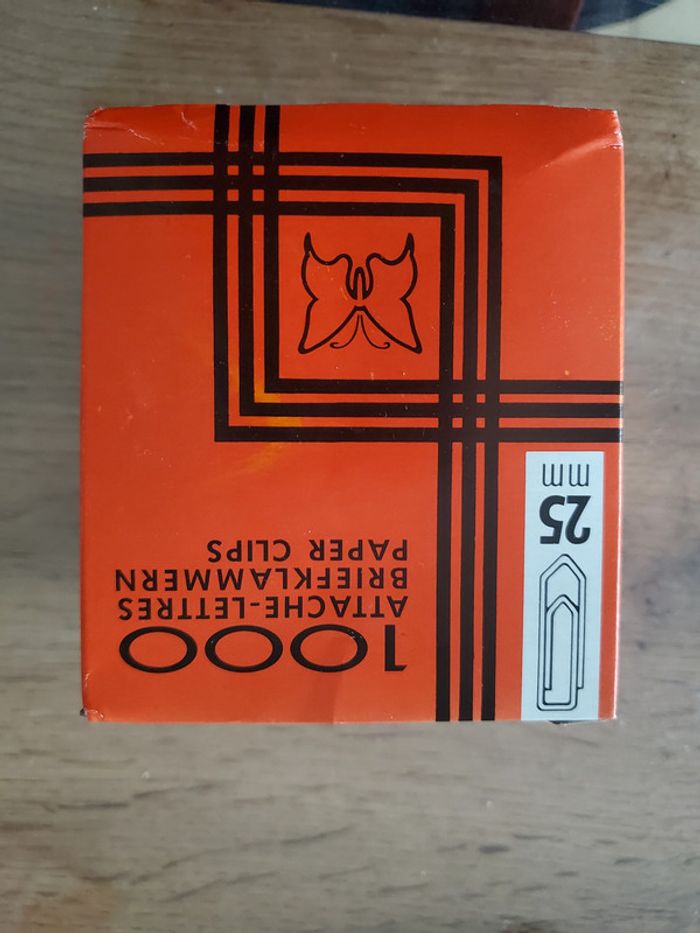 1000
ATTACHE-LETTRES
BRIEFKLAMMERN
PAPER CLIPS
25
mm